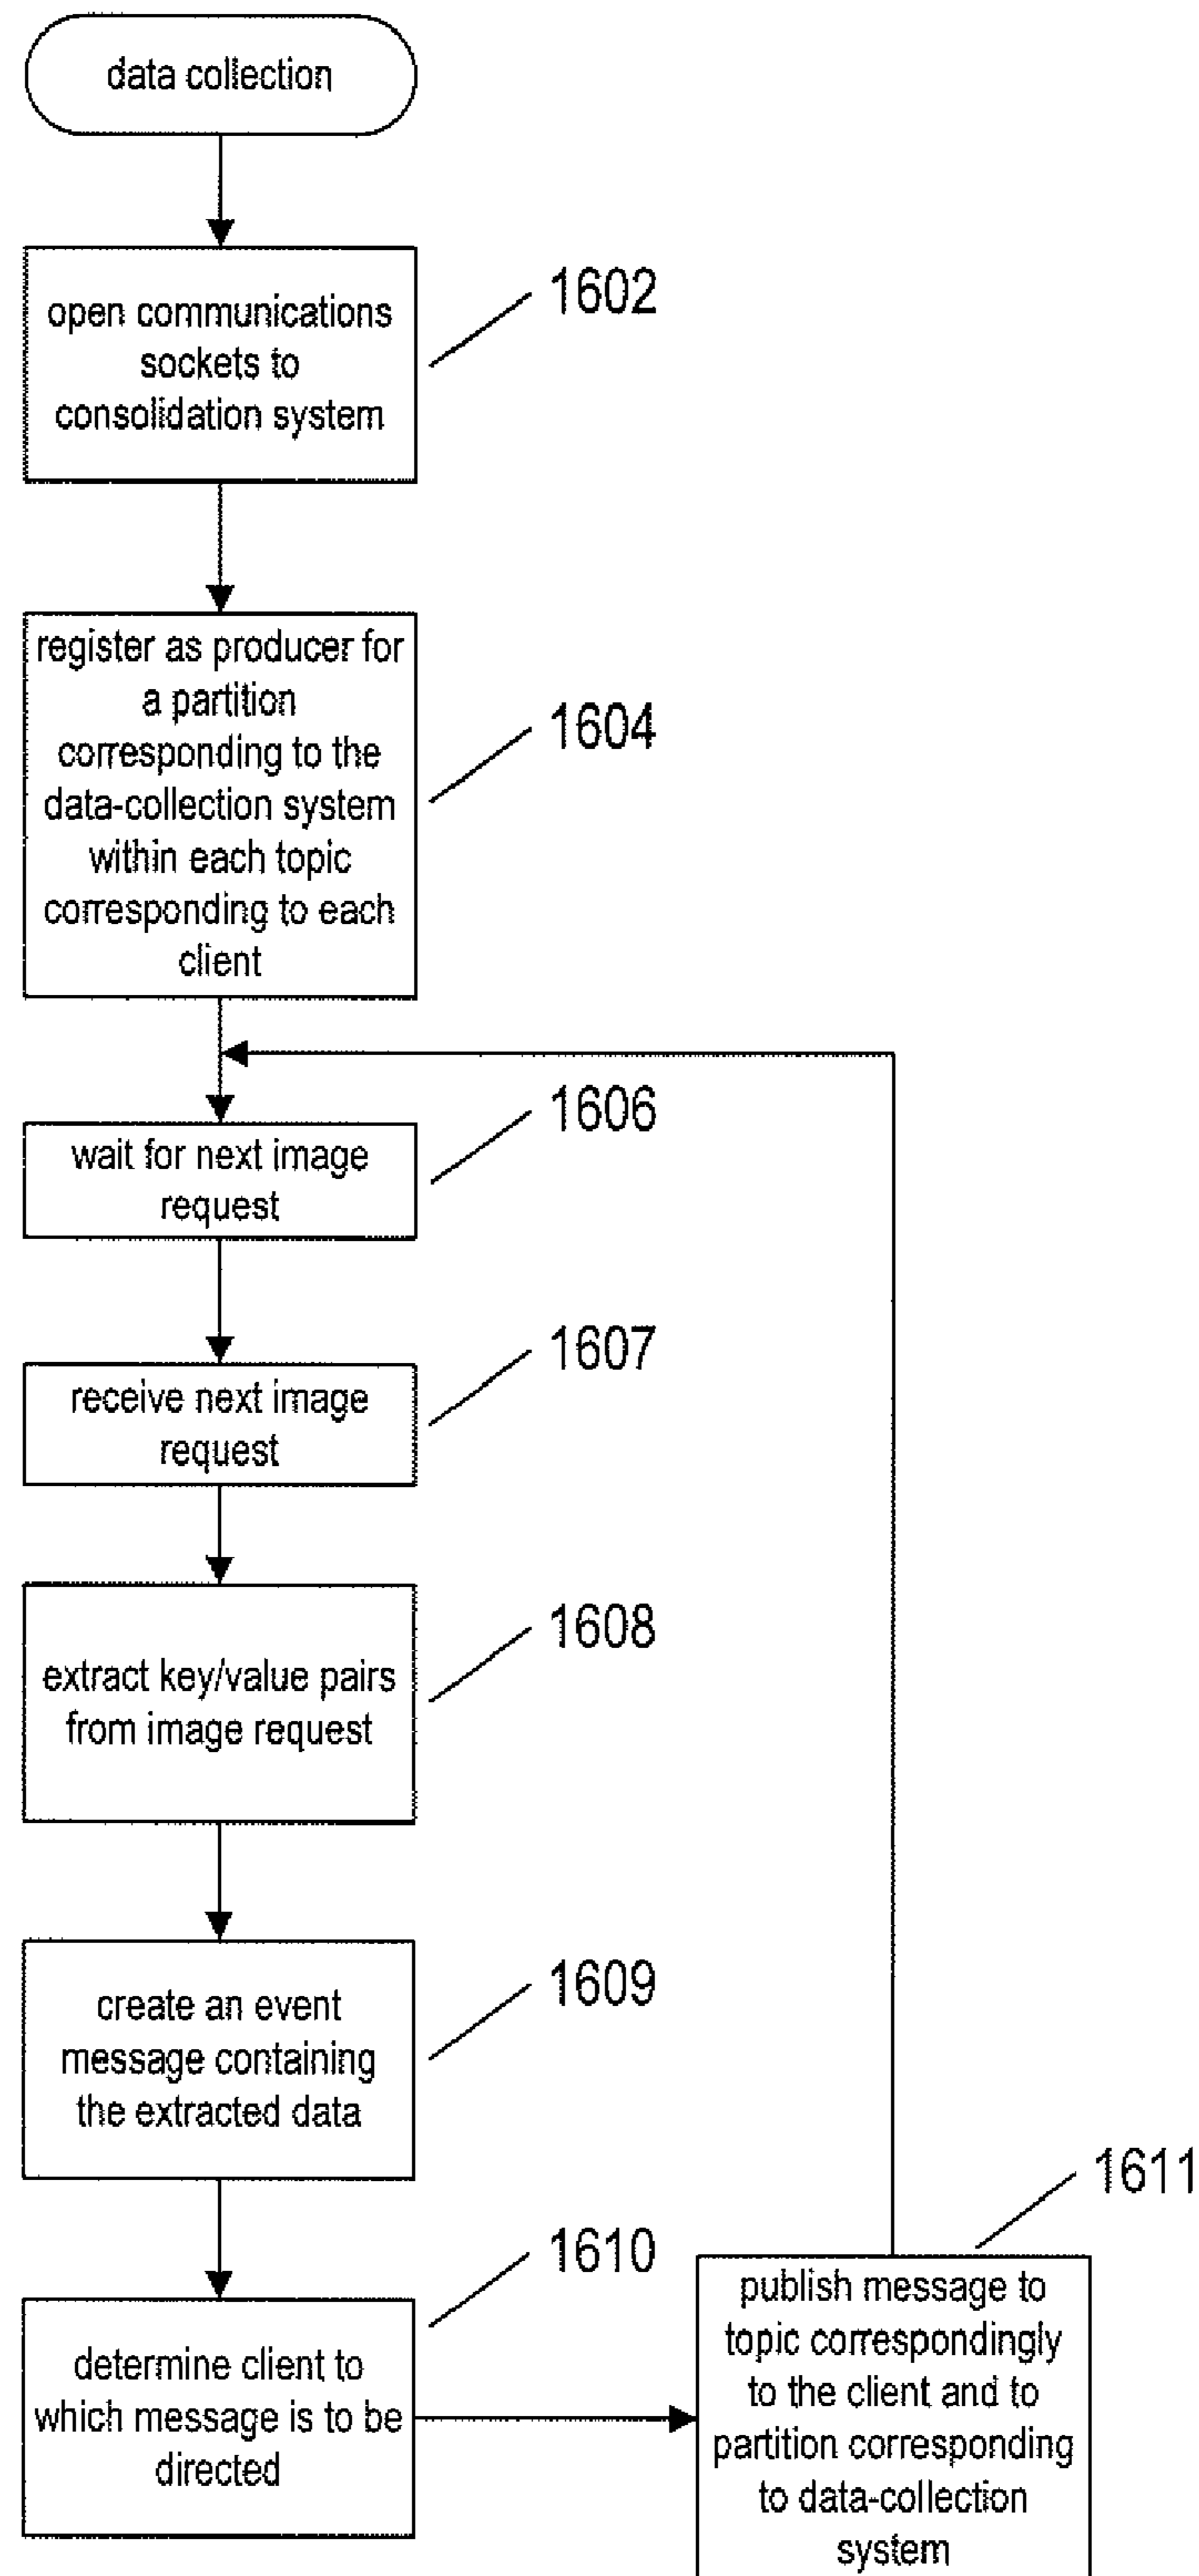 data collection
open communications
sockets to
consolidation system
1602
register as producer for
a partition
corresponding to the
data-collection system
within each topic
corresponding to each
client
1604
wait for next image
request
1606
receive next image
request
1607
extract key/value pairs
from image request
1608
create an event
message containing
the extracted data
1609
determine client to
which message is to be
directed
1610
publish message to
topic correspondingly
to the client and to
partition corresponding
to data-collection
system
1611